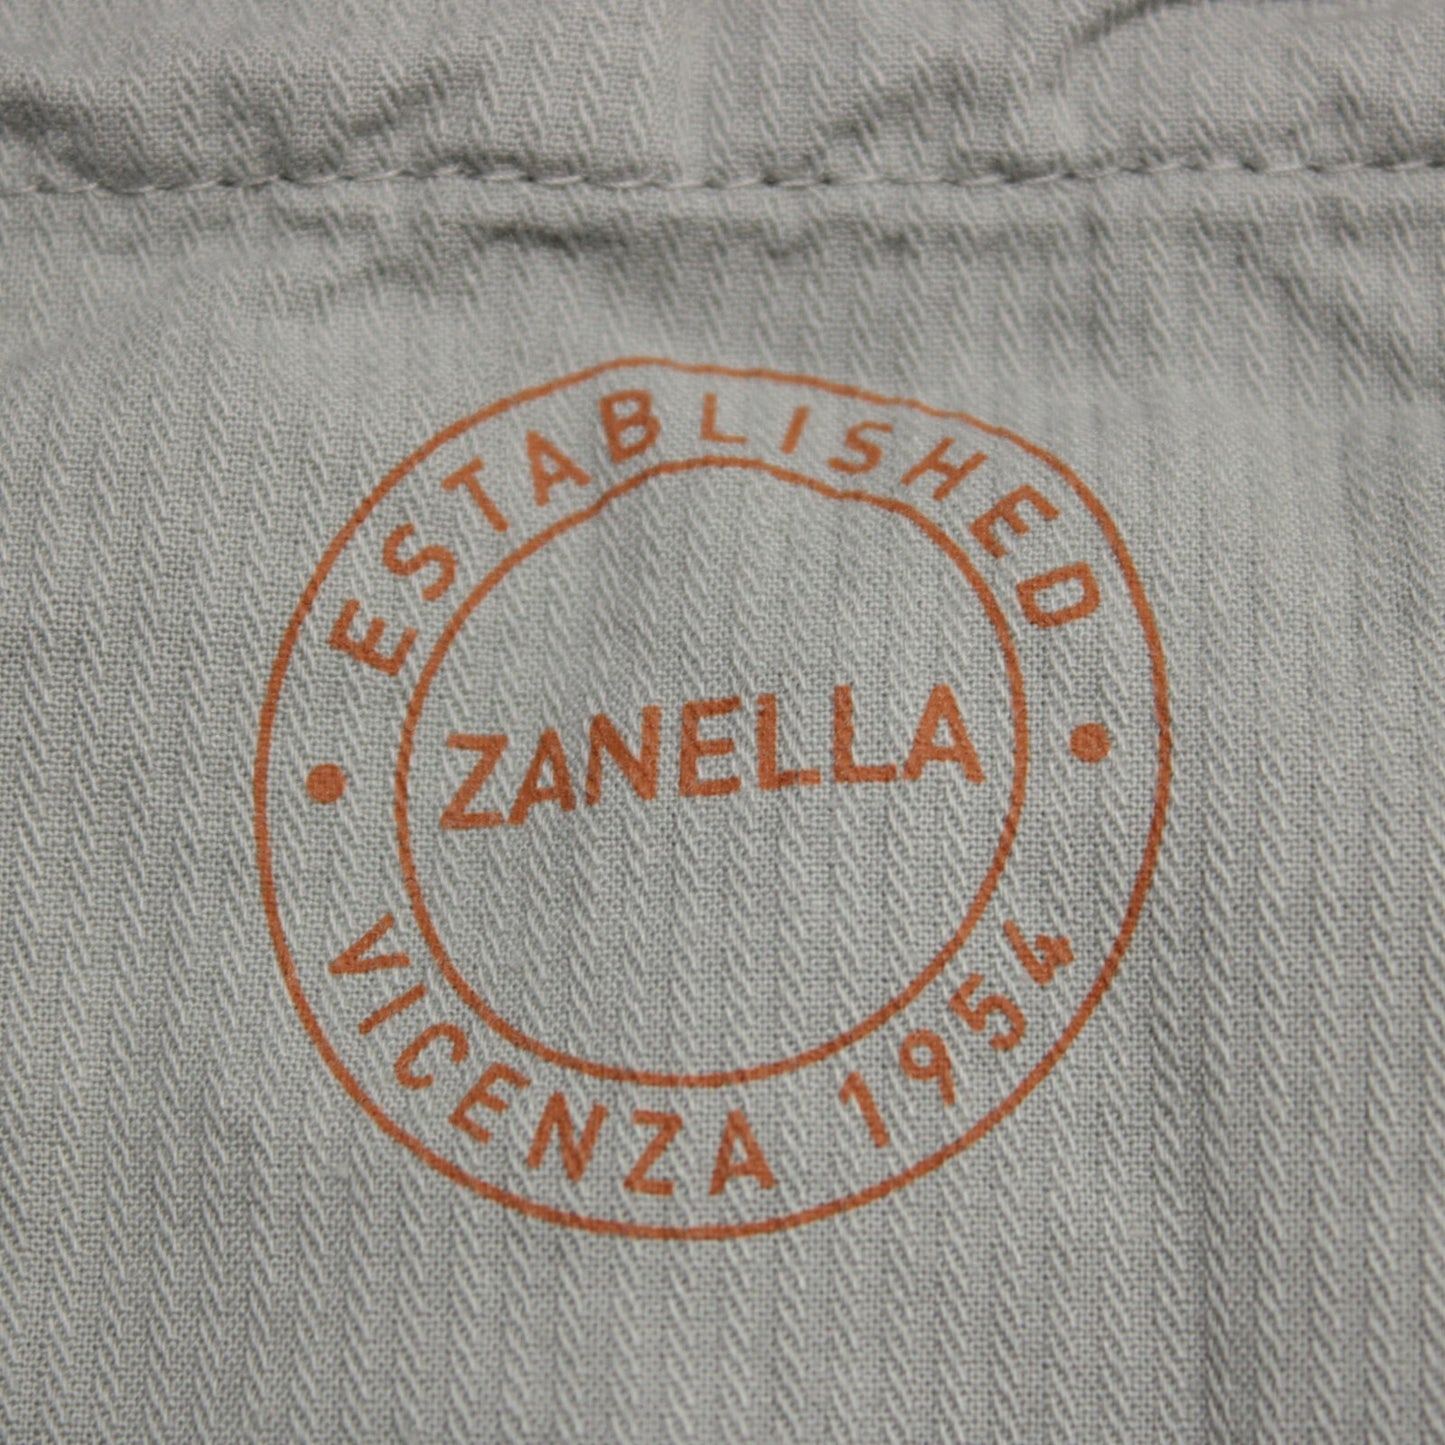 ESTABLISHED
ZANELLA
VICENZA 1954